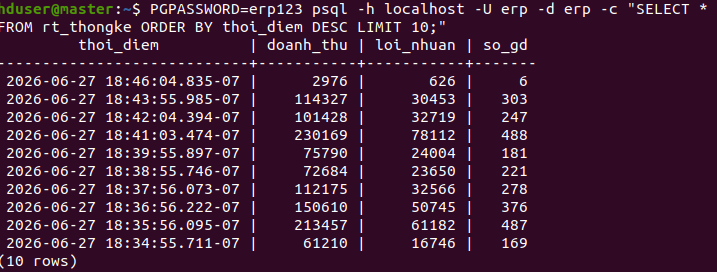 hduser@master:~$ PGPASSWORD=erp123 psql -h localhost -U erp -d erp -c "SELECT *
FROM rt_thongke ORDER BY thoi_diem DESC LIMIT 10;"
         thoi_diem          | doanh_thu | loi_nhuan | so_gd
----------------------------+-----------+-----------+-------
 2026-06-27 18:46:04.835-07 |      2976 |       626 |     6
 2026-06-27 18:43:55.985-07 |    114327 |     30453 |   303
 2026-06-27 18:42:04.394-07 |    101428 |     32719 |   247
 2026-06-27 18:41:03.474-07 |    230169 |     78112 |   488
 2026-06-27 18:39:55.897-07 |     75790 |     24004 |   181
 2026-06-27 18:38:55.746-07 |     72684 |     23650 |   221
 2026-06-27 18:37:56.073-07 |    112175 |     32566 |   278
 2026-06-27 18:36:56.222-07 |    150610 |     50745 |   376
 2026-06-27 18:35:56.095-07 |    213457 |     61182 |   487
 2026-06-27 18:34:55.711-07 |     61210 |     16746 |   169
(10 rows)